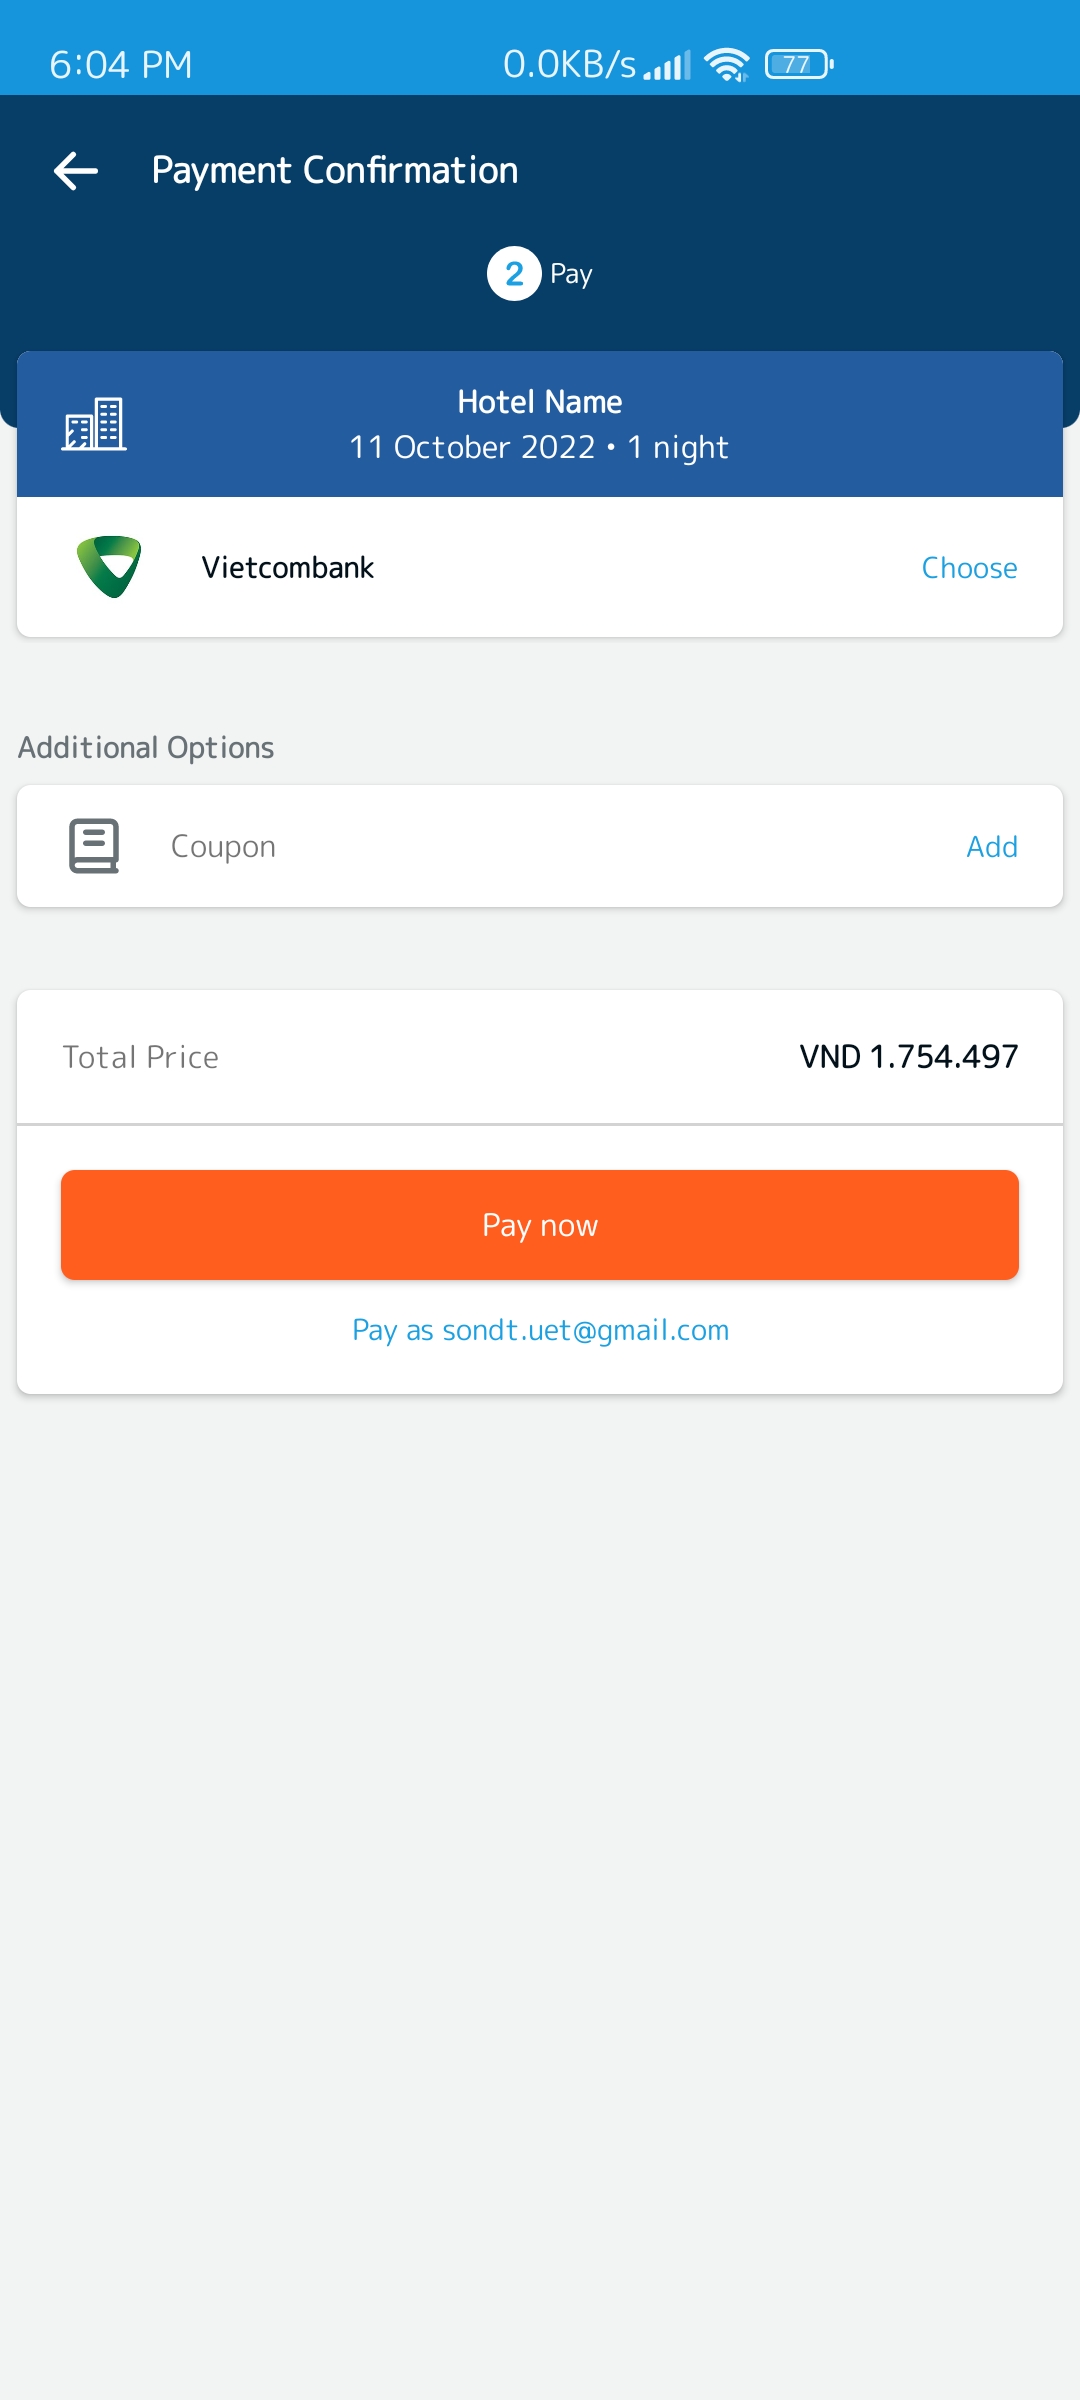 6:04 PM 0.0KB/s 77
Payment Confirmation
2 Pay
Hotel Name
11 October 2022 • 1 night
Vietcombank Choose
Additional Options
Coupon Add
Total Price VND 1.754.497
Pay now
Pay as sondt.uet@gmail.com